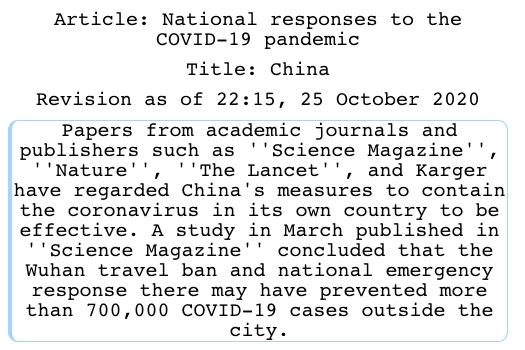 Article: National responses to the
COVID-19 pandemic
Title: China
Revision as of 22:15, 25 October 2020
Papers from academic journals and
publishers such as ''Science Magazine'',
''Nature'', ''The Lancet'', and Karger
have regarded China's measures to contain
the coronavirus in its own country to be
effective. A study in March published in
''Science Magazine'' concluded that the
Wuhan travel ban and national emergency
response there may have prevented more
than 700,000 COVID-19 cases outside the
city.